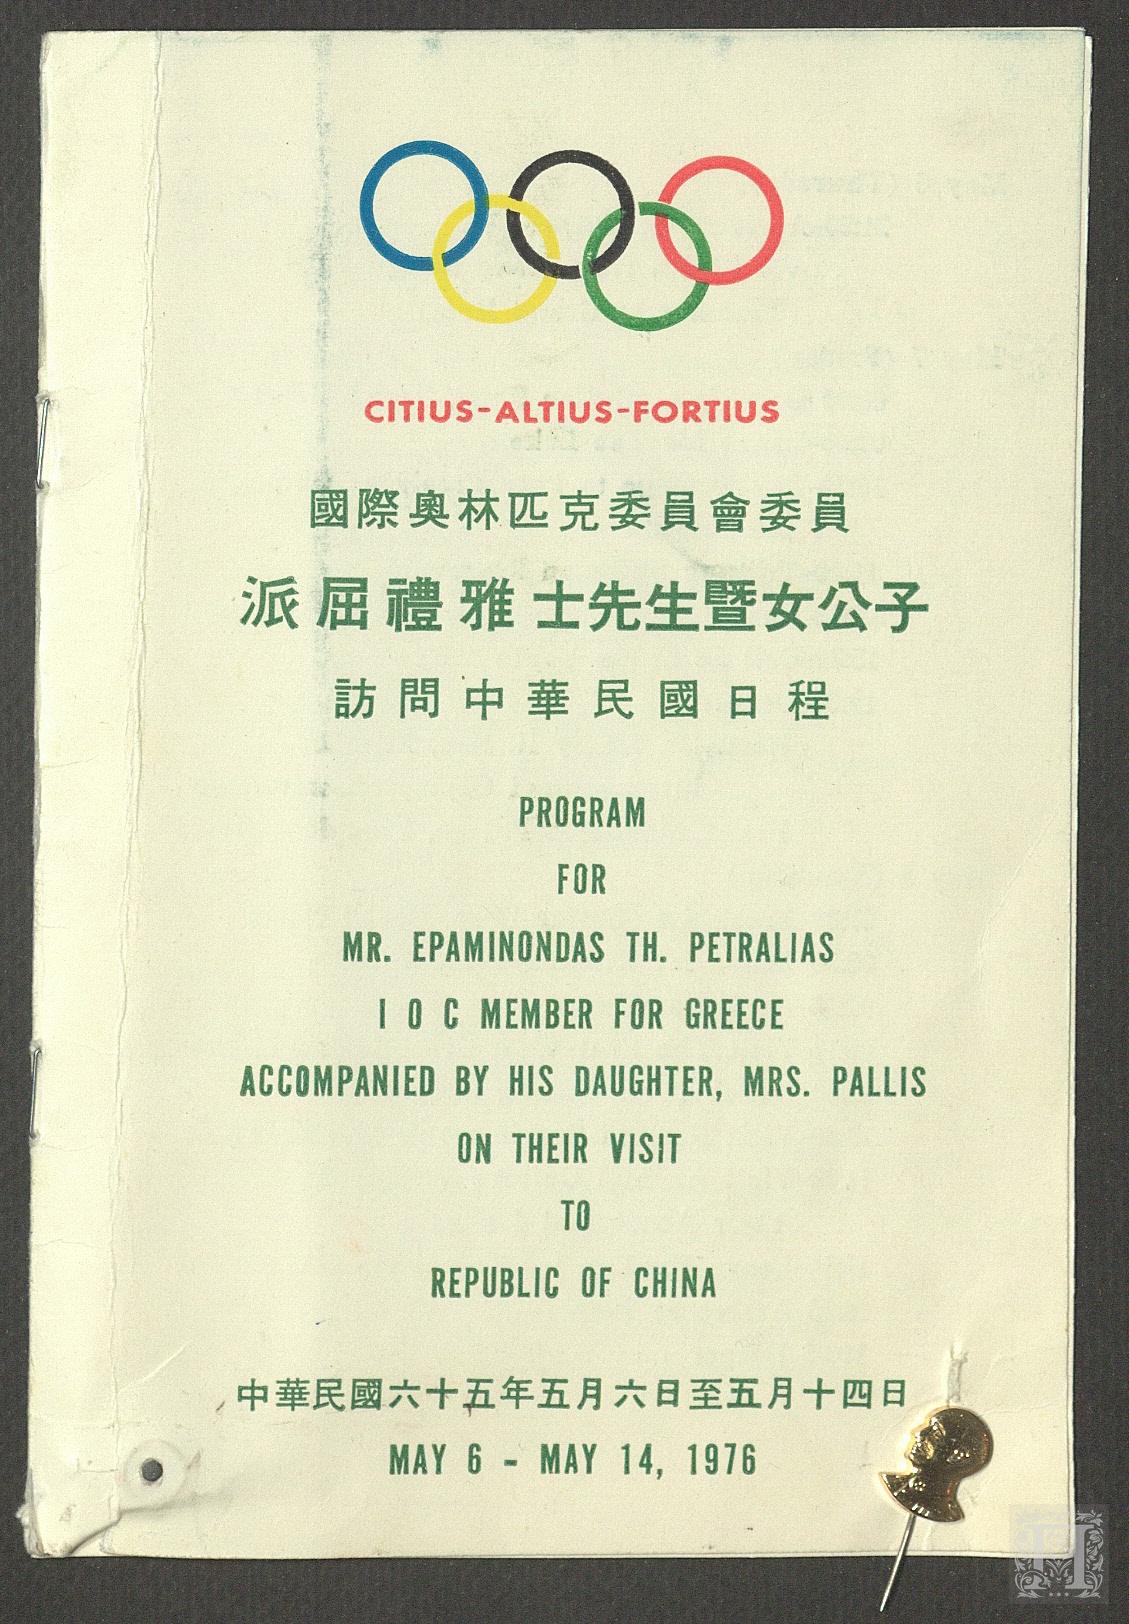 CITIUS-ALTIUS-FORTIUS
國際奧林匹克委員會委員
派屈禮雅士先生暨女公子
訪問中華民國日程
PROGRAM
FOR
MR. EPAMINONDAS TH. PETRALIAS
I O C MEMBER FOR GREECE
ACCOMPANIED BY HIS DAUGHTER, MRS. PALLIS
ON THEIR VISIT
TO
REPUBLIC OF CHINA
中華民國六十五年五月六日至五月十四日
MAY 6 - MAY 14, 1976